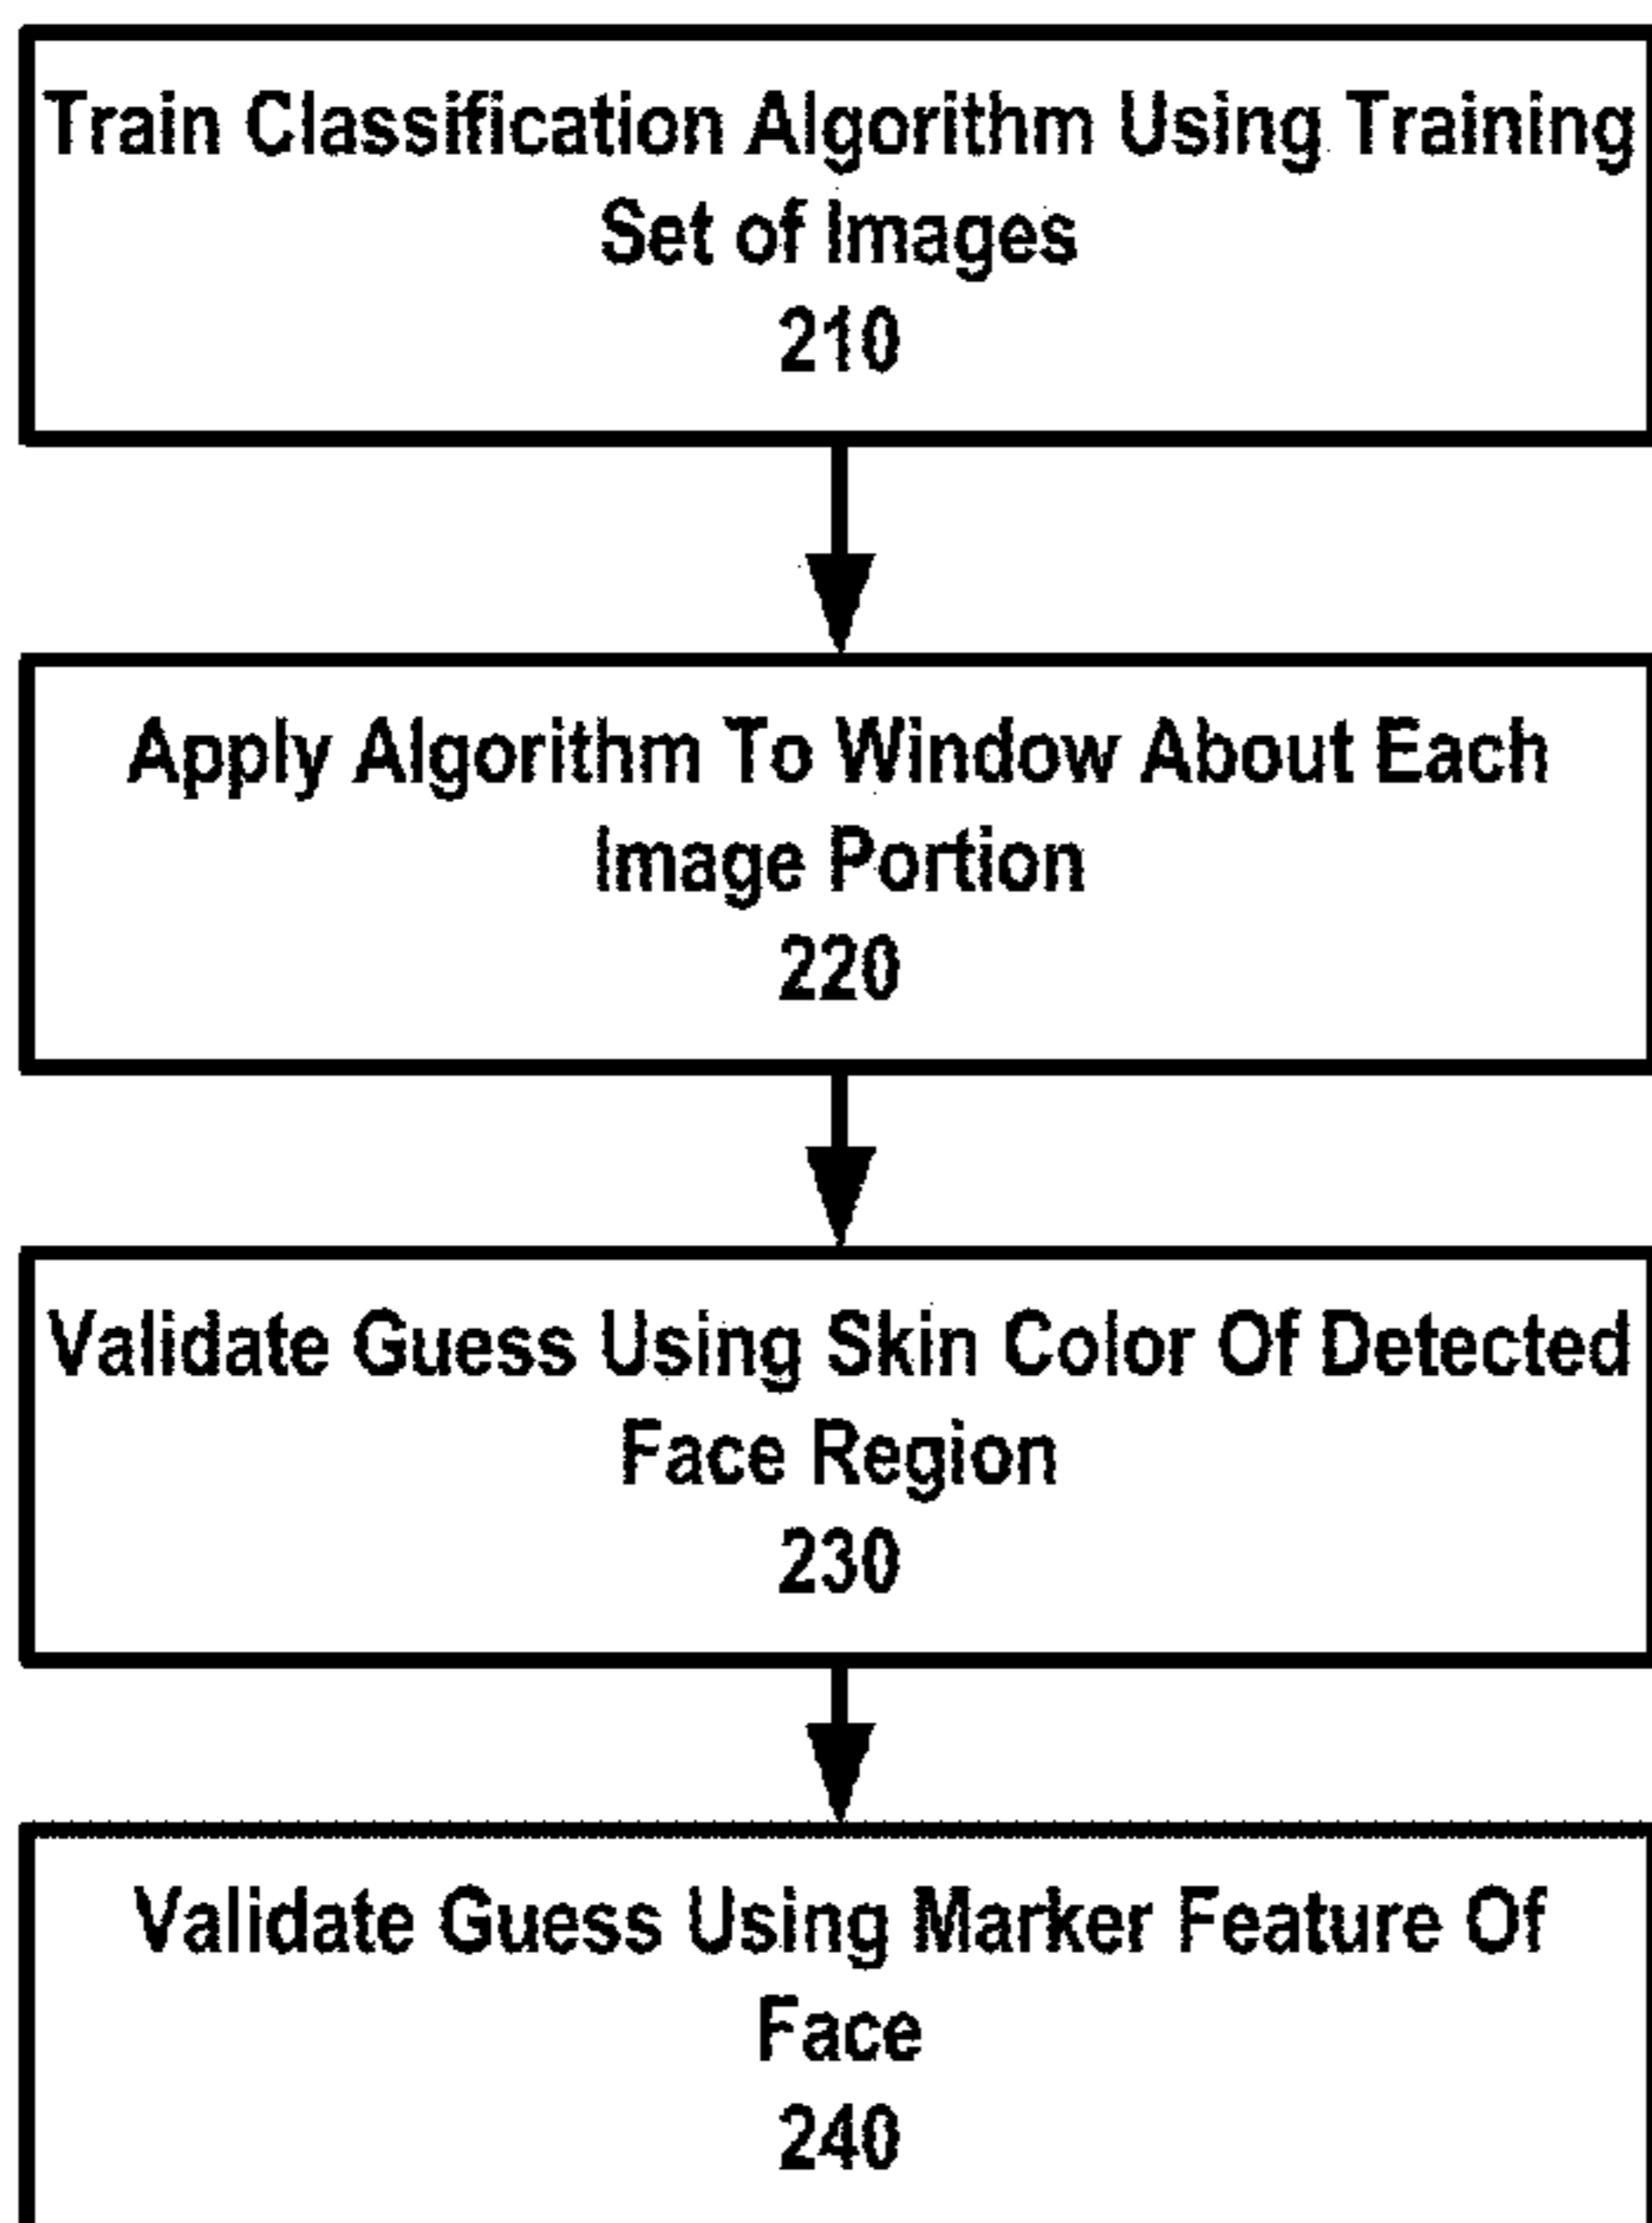 Train Classification Algorithm Using Training
Set of Images
210
Apply Algorithm To Window About Each
Image Portion
220
Validate Guess Using Skin Color Of Detected
Face Region
230
Validate Guess Using Marker Feature Of
Face
240